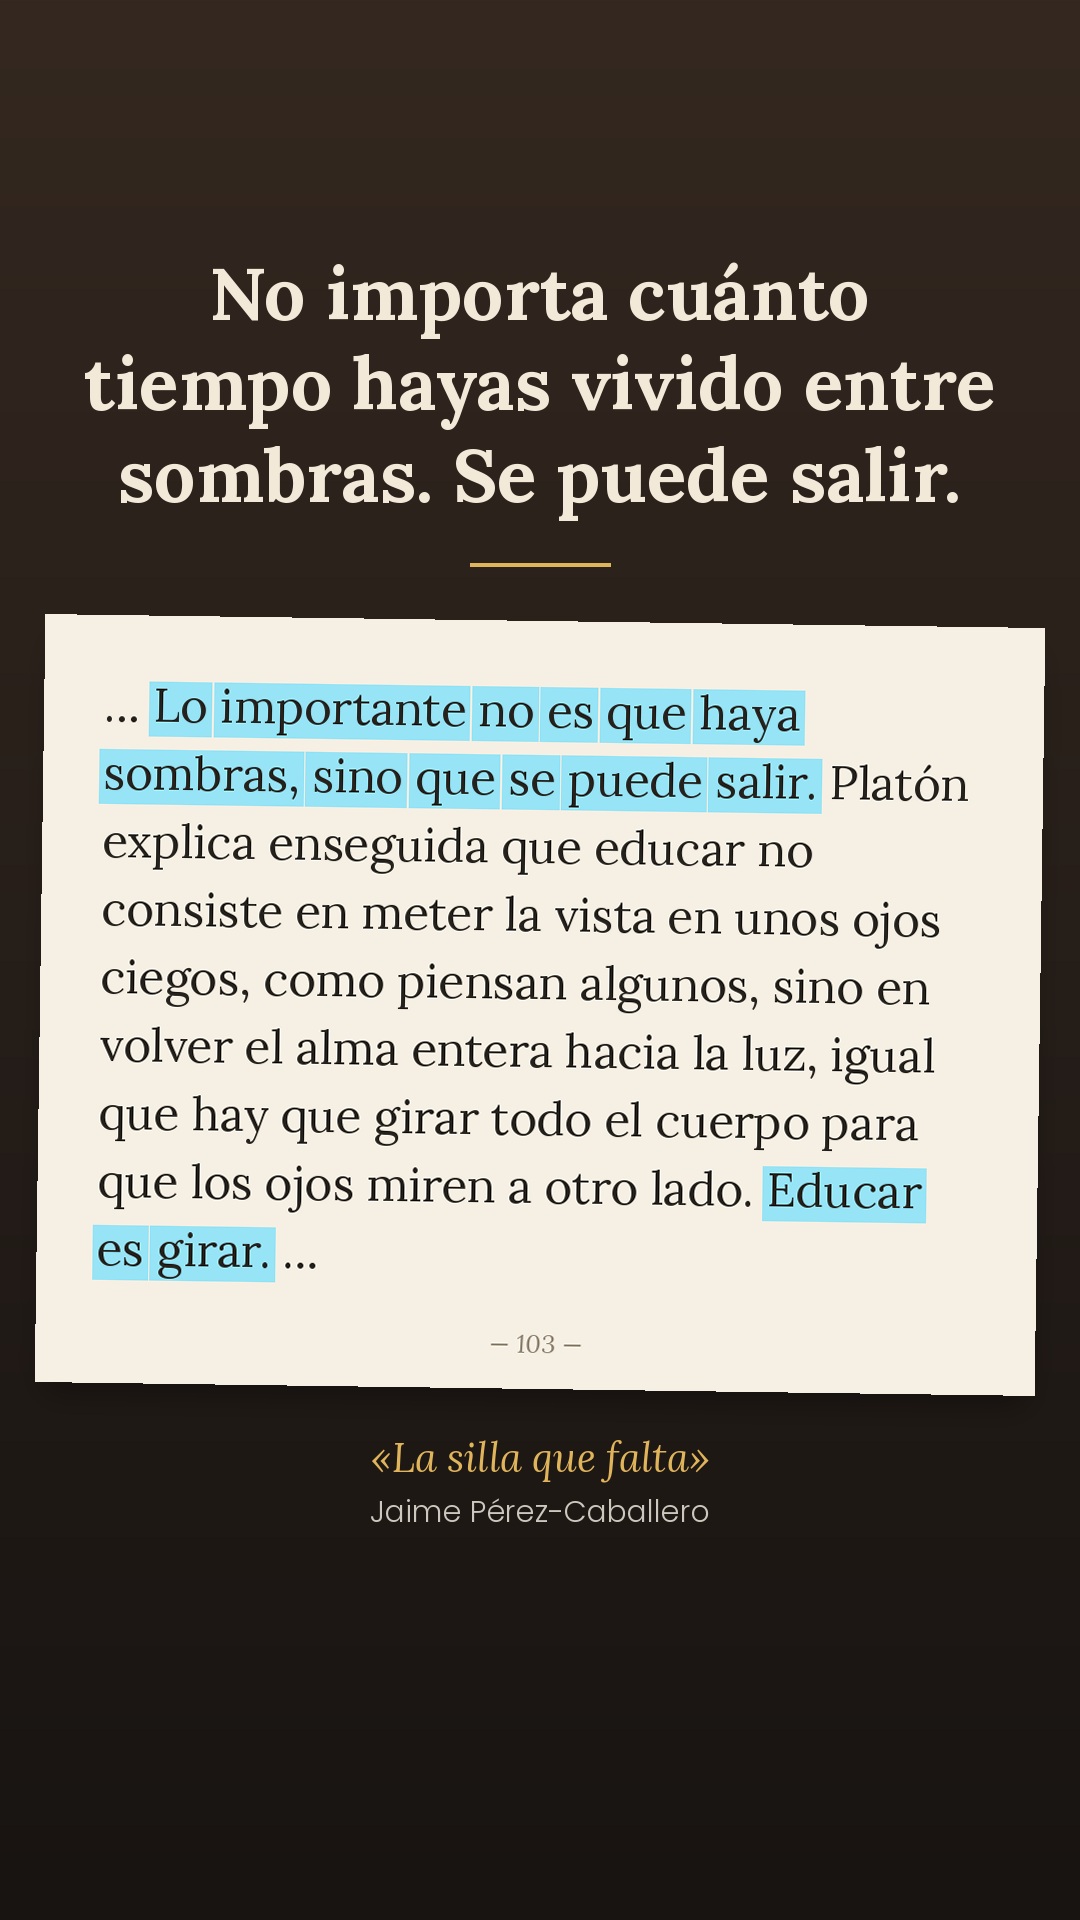 No importa cuánto
tiempo hayas vivido entre
sombras. Se puede salir.
... Lo importante no es que haya
sombras, sino que se puede salir. Platón
explica enseguida que educar no
consiste en meter la vista en unos ojos
ciegos, como piensan algunos, sino en
volver el alma entera hacia la luz, igual
que hay que girar todo el cuerpo para
que los ojos miren a otro lado. Educar
es girar. ...
— 103 —
«La silla que falta»
Jaime Pérez-Caballero